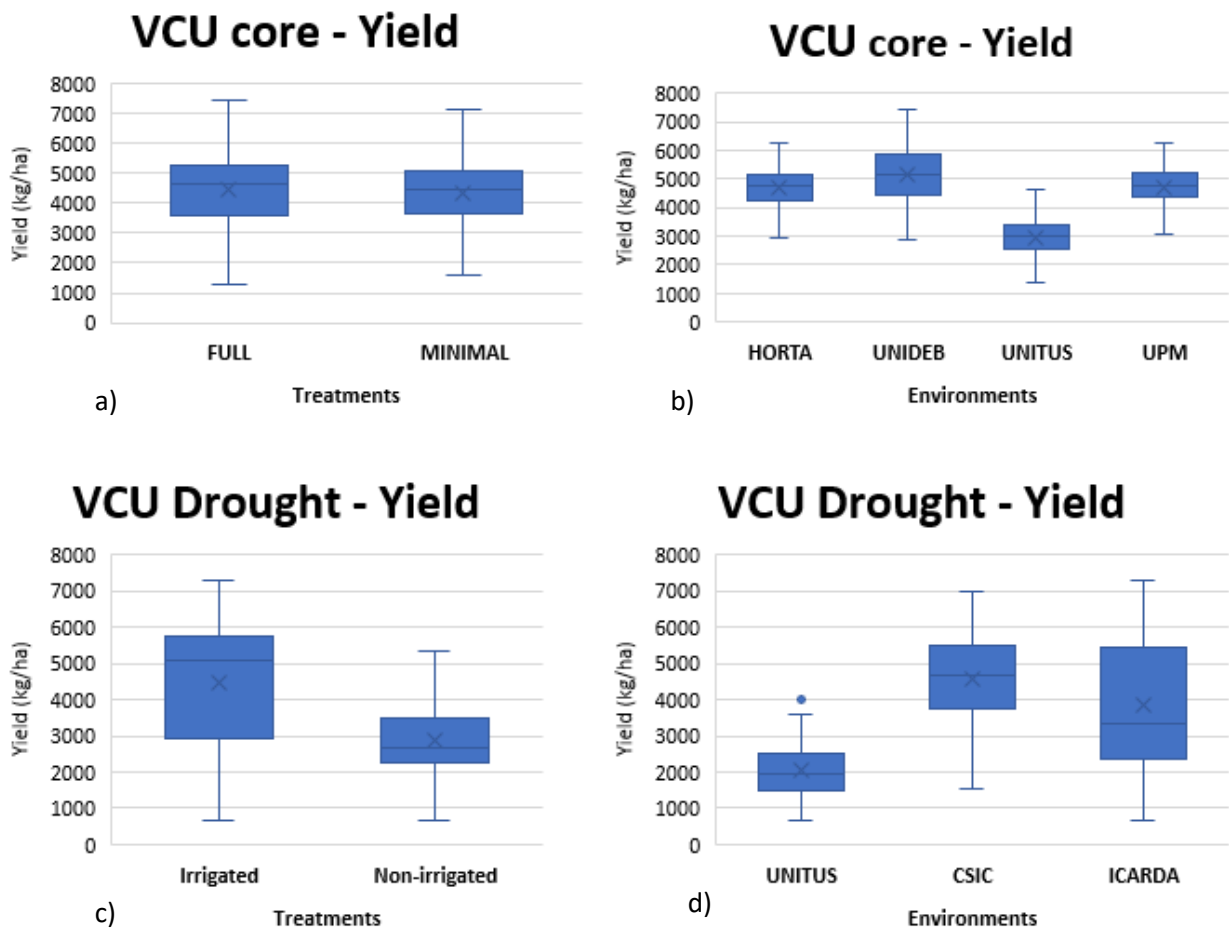 VCU core - Yield
8000
7000
6000
5000
4000
3000
2000
1000
0
Yield (kg/ha)
FULL MINIMAL
Treatments
a)
VCU core - Yield
8000
7000
6000
5000
4000
3000
2000
1000
0
Yield (kg/ha)
HORTA UNIDEB UNITUS UPM
Environments
b)
VCU Drought - Yield
8000
7000
6000
5000
4000
3000
2000
1000
0
Yield (kg/ha)
Irrigated Non-irrigated
Treatments
c)
VCU Drought - Yield
8000
7000
6000
5000
4000
3000
2000
1000
0
Yield (kg/ha)
UNITUS CSIC ICARDA
Environments
d)